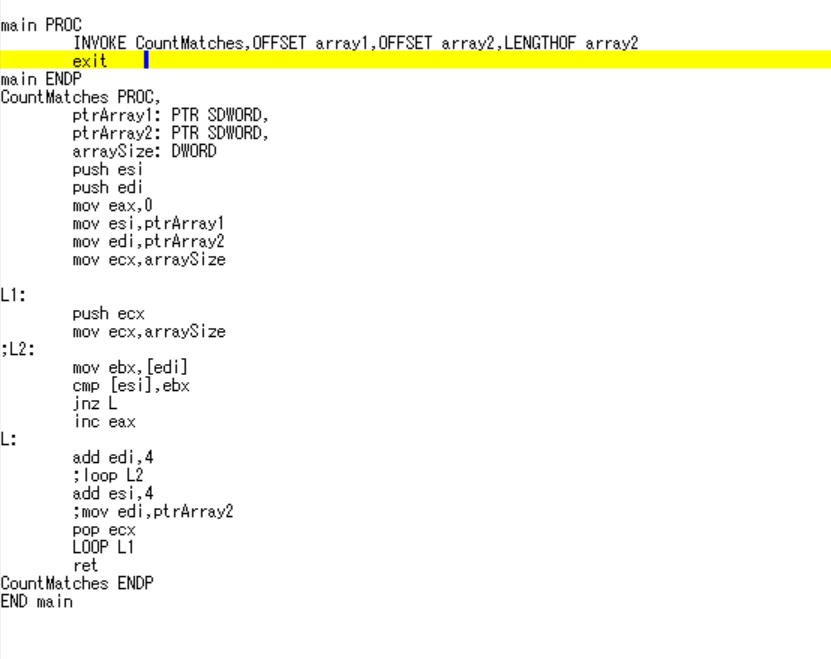 main PROC
INVOKE CountMatches,OFFSET array1,OFFSET array2,LENGTHOF array2
exit
main ENDP
CountMatches PROC,
ptrArray1: PTR SDWORD,
ptrArray2: PTR SDWORD,
arraySize: DWORD
push esi
push edi
mov eax,0
mov esi,ptrArray1
mov edi,ptrArray2
mov ecx,arraySize
L1:
push ecx
mov ecx,arraySize
;L2:
mov ebx,[edi]
cmp [esi],ebx
jnz L
inc eax
L:
add edi,4
;loop L2
add esi,4
;mov edi,ptrArray2
pop ecx
LOOP L1
ret
CountMatches ENDP
END main